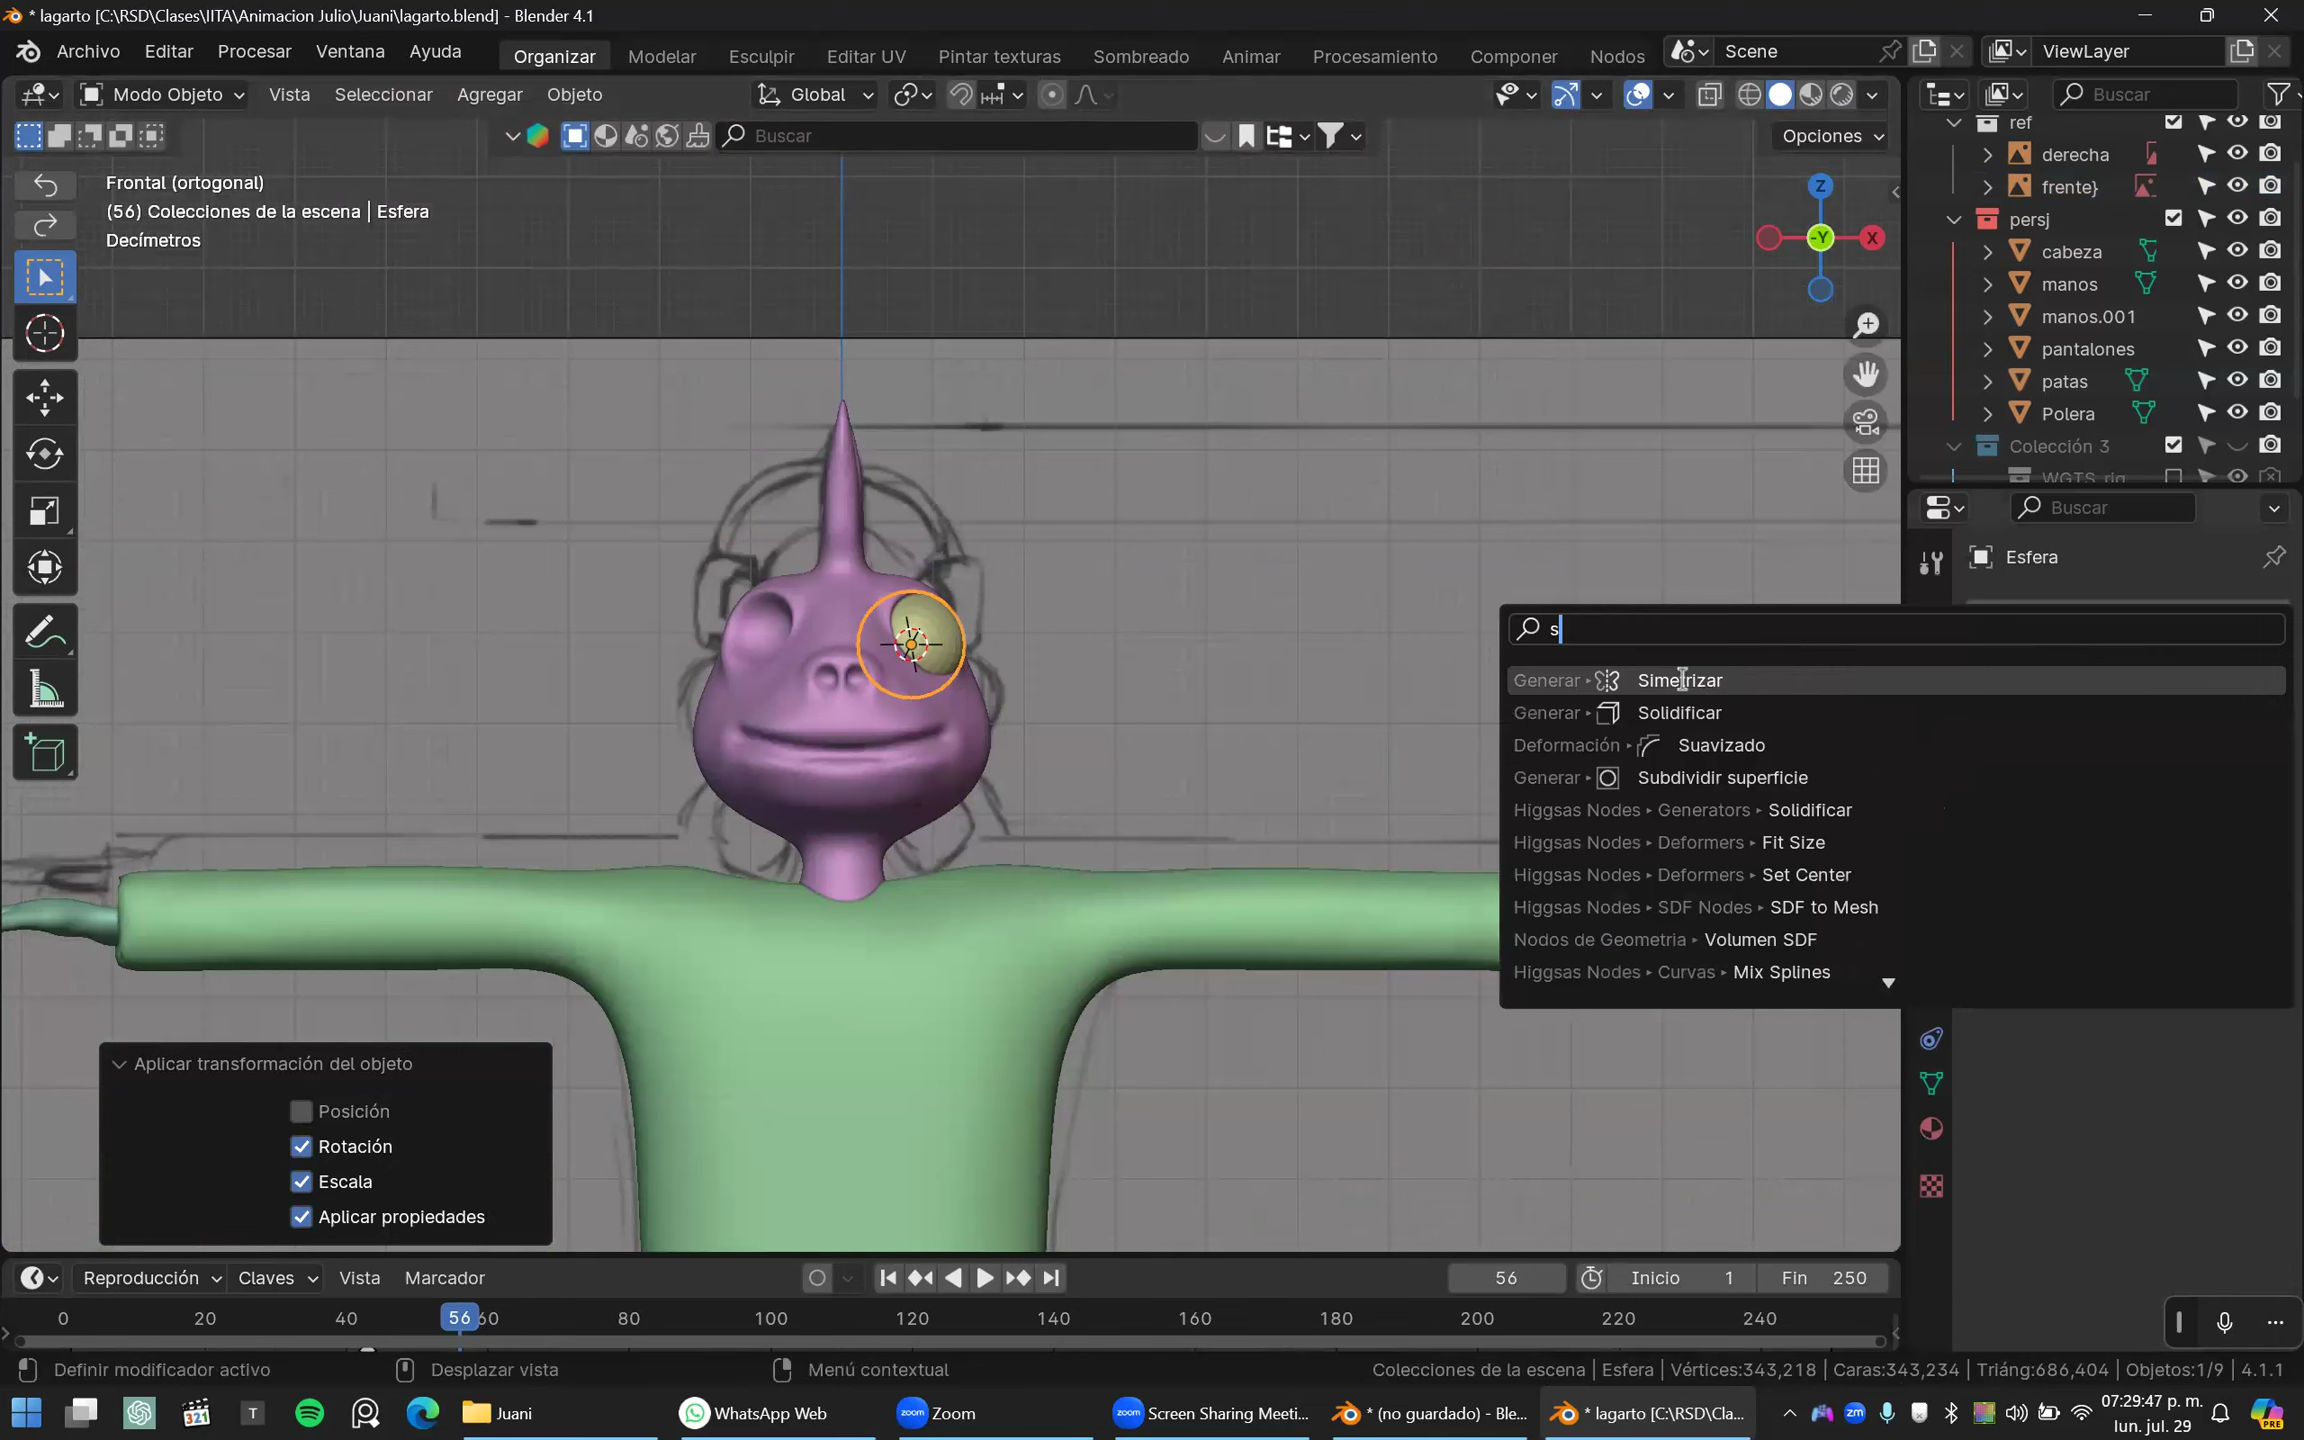 * lagarto [C:\RSD\Clases\IITA\Animacion Julio\Juani\lagarto.blend] - Blender 4.1
Archivo Editar Procesar Ventana Ayuda Organizar Modelar Esculpir Editar UV Pintar texturas Sombreado Animar Procesamiento Componer Nodos Scene ViewLayer
Modo Objeto Vista Seleccionar Agregar Objeto Global Buscar
Buscar Opciones
Frontal (ortogonal)
(56) Colecciones de la escena | Esfera
Decímetros
Z
-Y
X
ref
derecha
frente}
persj
cabeza
manos
manos.001
pantalones
patas
Polera
Colección 3
WGTS_rig
Buscar
Esfera
s
Generar ▸ Simetrizar
Generar ▸ Solidificar
Deformación ▸ Suavizado
Generar ▸ Subdividir superficie
Higgsas Nodes ▸ Generators ▸ Solidificar
Higgsas Nodes ▸ Deformers ▸ Fit Size
Higgsas Nodes ▸ Deformers ▸ Set Center
Higgsas Nodes ▸ SDF Nodes ▸ SDF to Mesh
Nodos de Geometria ▸ Volumen SDF
Higgsas Nodes ▸ Curvas ▸ Mix Splines
Aplicar transformación del objeto
Posición
Rotación
Escala
Aplicar propiedades
Reproducción Claves Vista Marcador 56 Inicio 1 Fin 250
0 20 40 56 60 80 100 120 140 160 180 200 220 240
Definir modificador activo Desplazar vista Menú contextual Colecciones de la escena | Esfera | Vértices:343,218 | Caras:343,234 | Triáng:686,404 | Objetos:1/9 | 4.1.1
321 T Juani WhatsApp Web zoom Zoom zoom Screen Sharing Meeti... * (no guardado) - Ble... * lagarto [C:\RSD\Cla... zm 07:29:47 p. m. PRE
lun. jul. 29